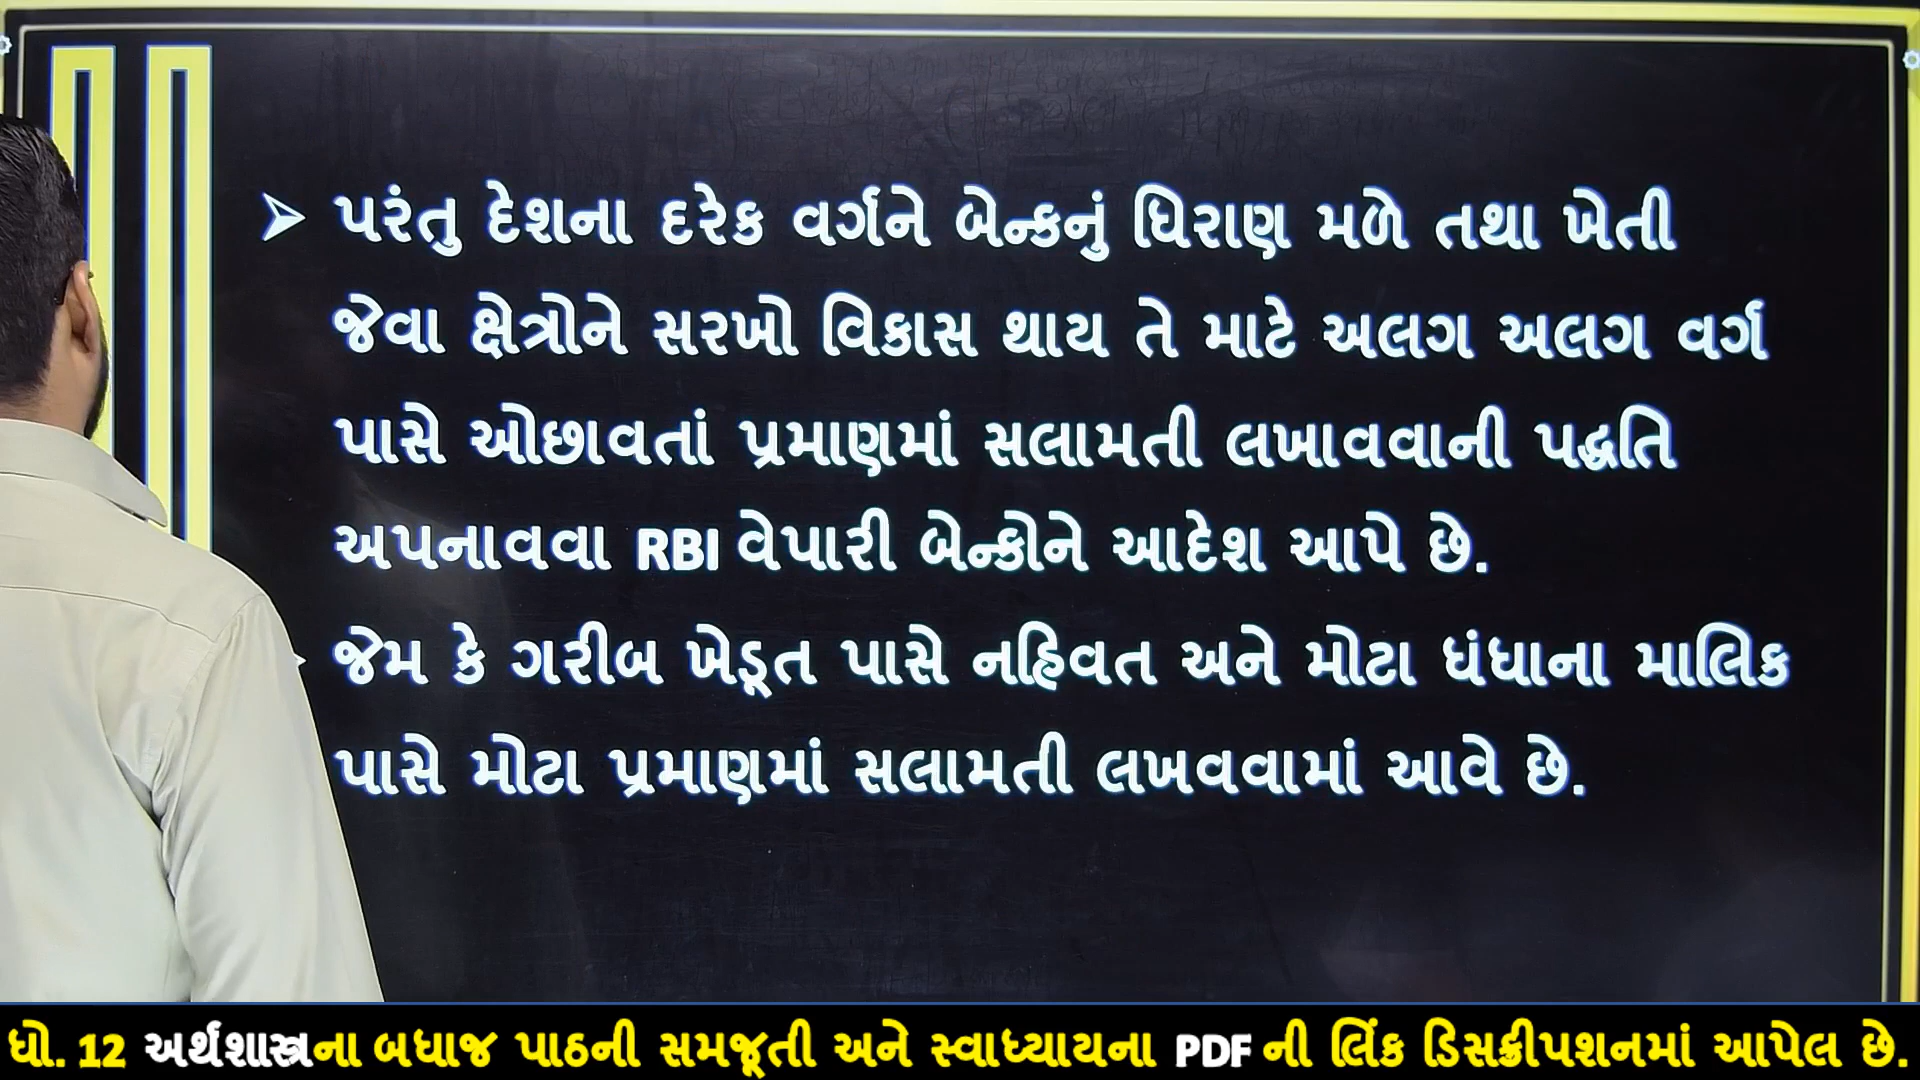 પરંતુ દેશના દરેક વર્ગને બેન્કનું ધિરાણ મળે તથા ખેતી
જેવા ક્ષેત્રોને સરખો વિકાસ થાય તે માટે અલગ અલગ વર્ગ
પાસે ઓછાવતાં પ્રમાણમાં સલામતી લખાવવાની પદ્ધતિ
અપનાવવા RBI વેપારી બેન્કોને આદેશ આપે છે.
જેમ કે ગરીબ ખેડૂત પાસે નહિવત અને મોટા ધંધાના માલિક
પાસે મોટા પ્રમાણમાં સલામતી લખવવામાં આવે છે.
ધો. 12 અર્થશાસ્ત્રના બધાજ પાઠની સમજૂતી અને સ્વાધ્યાયના PDF ની લિંક ડિસક્રીપશનમાં આપેલ છે.